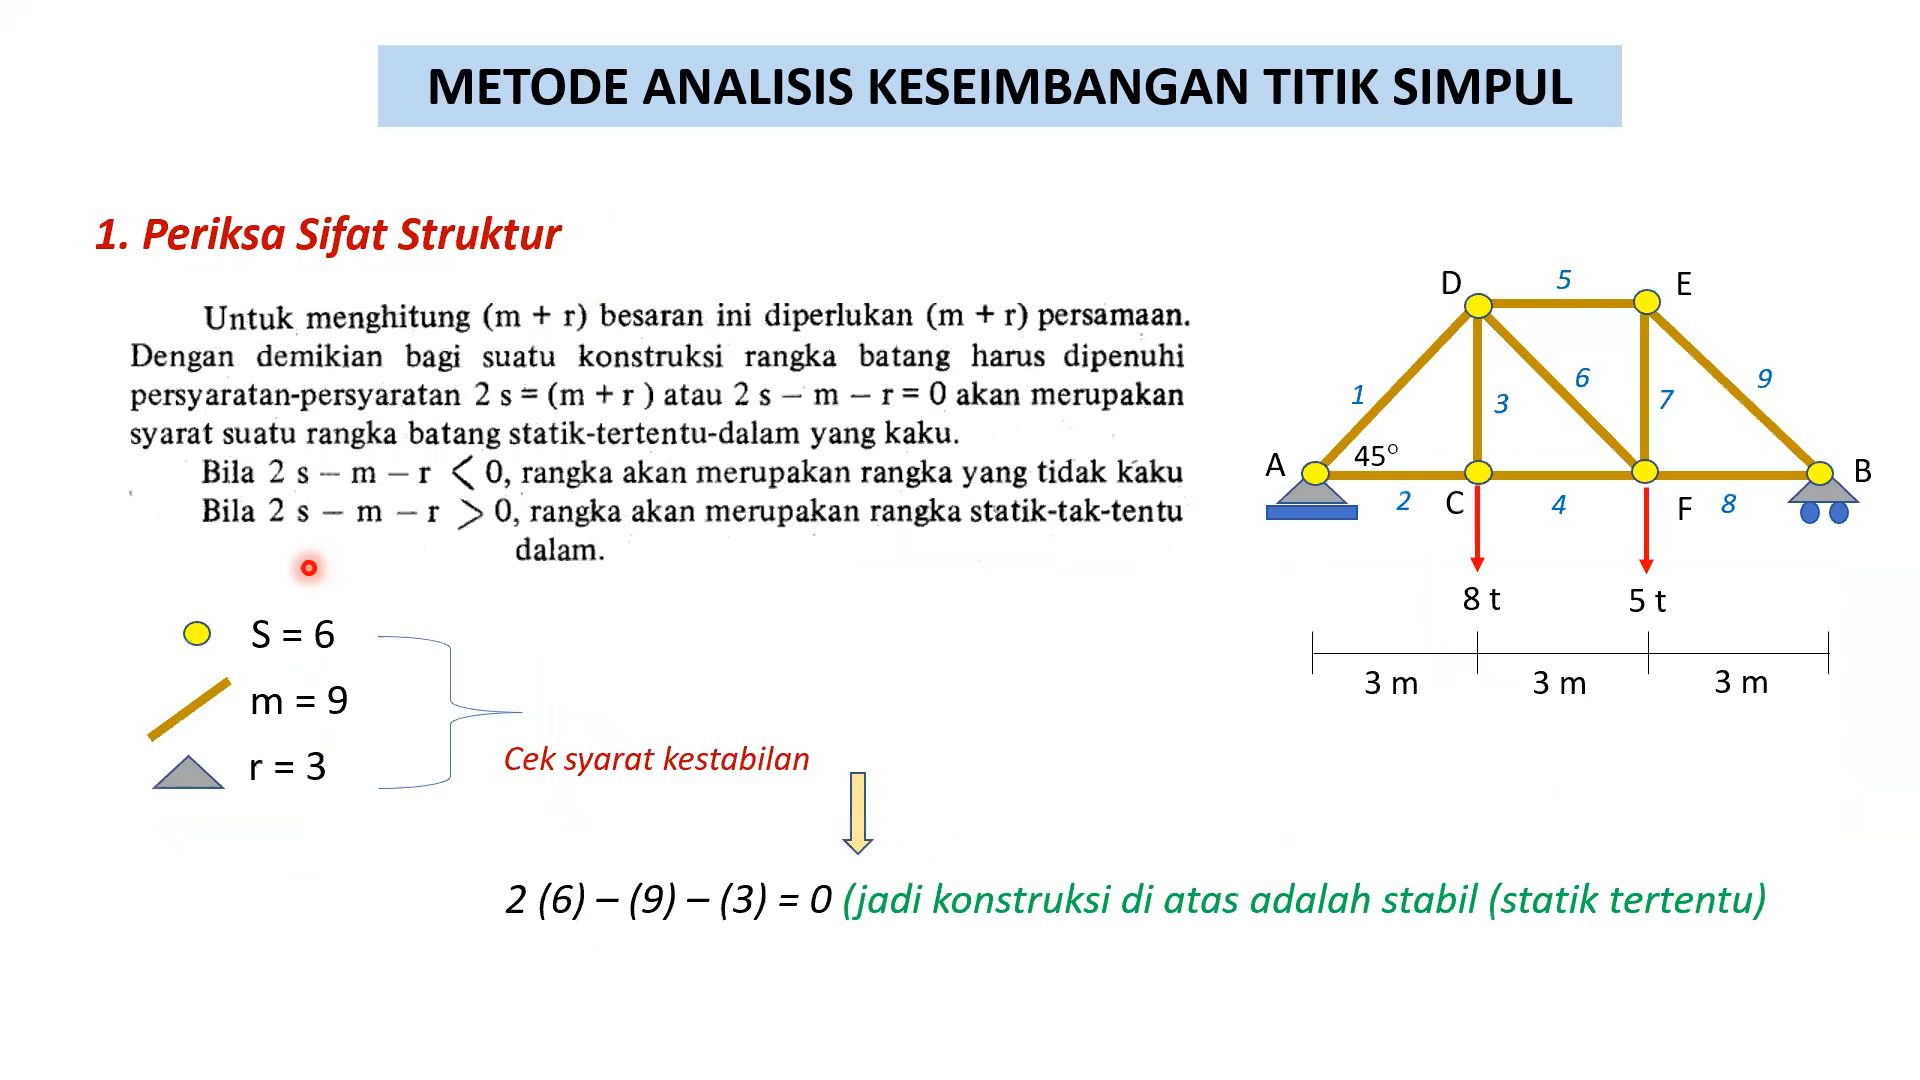 METODE ANALISIS KESEIMBANGAN TITIK SIMPUL
1. Periksa Sifat Struktur
Untuk menghitung (m + r) besaran ini diperlukan (m + r) persamaan.
Dengan demikian bagi suatu konstruksi rangka batang harus dipenuhi
persyaratan-persyaratan 2 s = (m + r ) atau 2 s – m – r = 0 akan merupakan
syarat suatu rangka batang statik-tertentu-dalam yang kaku.
Bila 2 s – m – r < 0, rangka akan merupakan rangka yang tidak kaku
Bila 2 s – m – r > 0, rangka akan merupakan rangka statik-tak-tentu
dalam.
S = 6
m = 9
r = 3
Cek syarat kestabilan
2 (6) – (9) – (3) = 0 (jadi konstruksi di atas adalah stabil (statik tertentu)
D 5 E
1 3 6 7 9
45°
A B
2 C 4 F 8
8 t 5 t
3 m 3 m 3 m